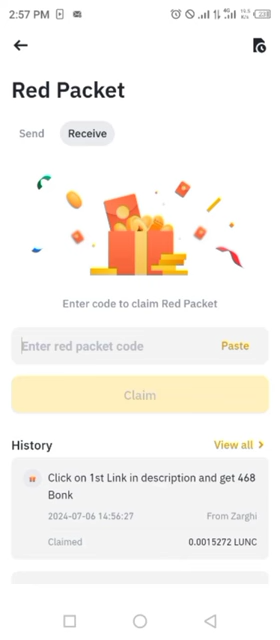 2:57 PM
Red Packet
Send Receive
Enter code to claim Red Packet
Enter red packet code Paste
Claim
History View all
Click on 1st Link in description and get 468
Bonk
2024-07-06 14:56:27 From Zarghi
Claimed 0.0015272 LUNC